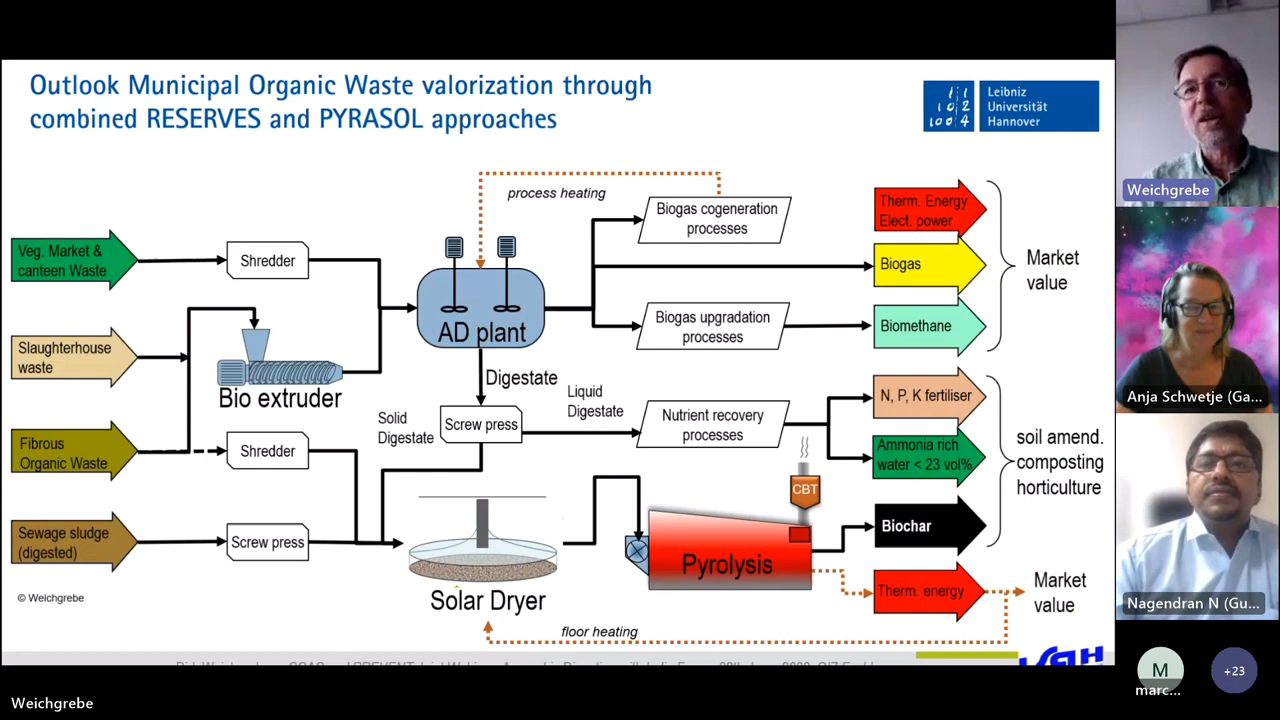 Outlook Municipal Organic Waste valorization through
combined RESERVES and PYRASOL approaches
Leibniz
Universität
Hannover
process heating
Veg. Market &
canteen Waste
Shredder
AD plant
Biogas cogeneration
processes
Therm. Energy
Elect. power
Biogas
Market
value
Slaughterhouse
waste
Bio extruder
Biogas upgradation
processes
Biomethane
Digestate
Solid
Digestate
Screw press
Liquid
Digestate
Nutrient recovery
processes
N, P, K fertiliser
Ammonia rich
water < 23 vol%
soil amend.
composting
horticulture
Fibrous
Organic Waste
Shredder
CBT
Biochar
Sewage sludge
(digested)
Screw press
Solar Dryer
Pyrolysis
Therm. energy
Market
value
floor heating
© Weichgrebe
Weichgrebe
Anja Schwetje (Ga...
Nagendran N (Gu...
M
marc...
+23
Weichgrebe